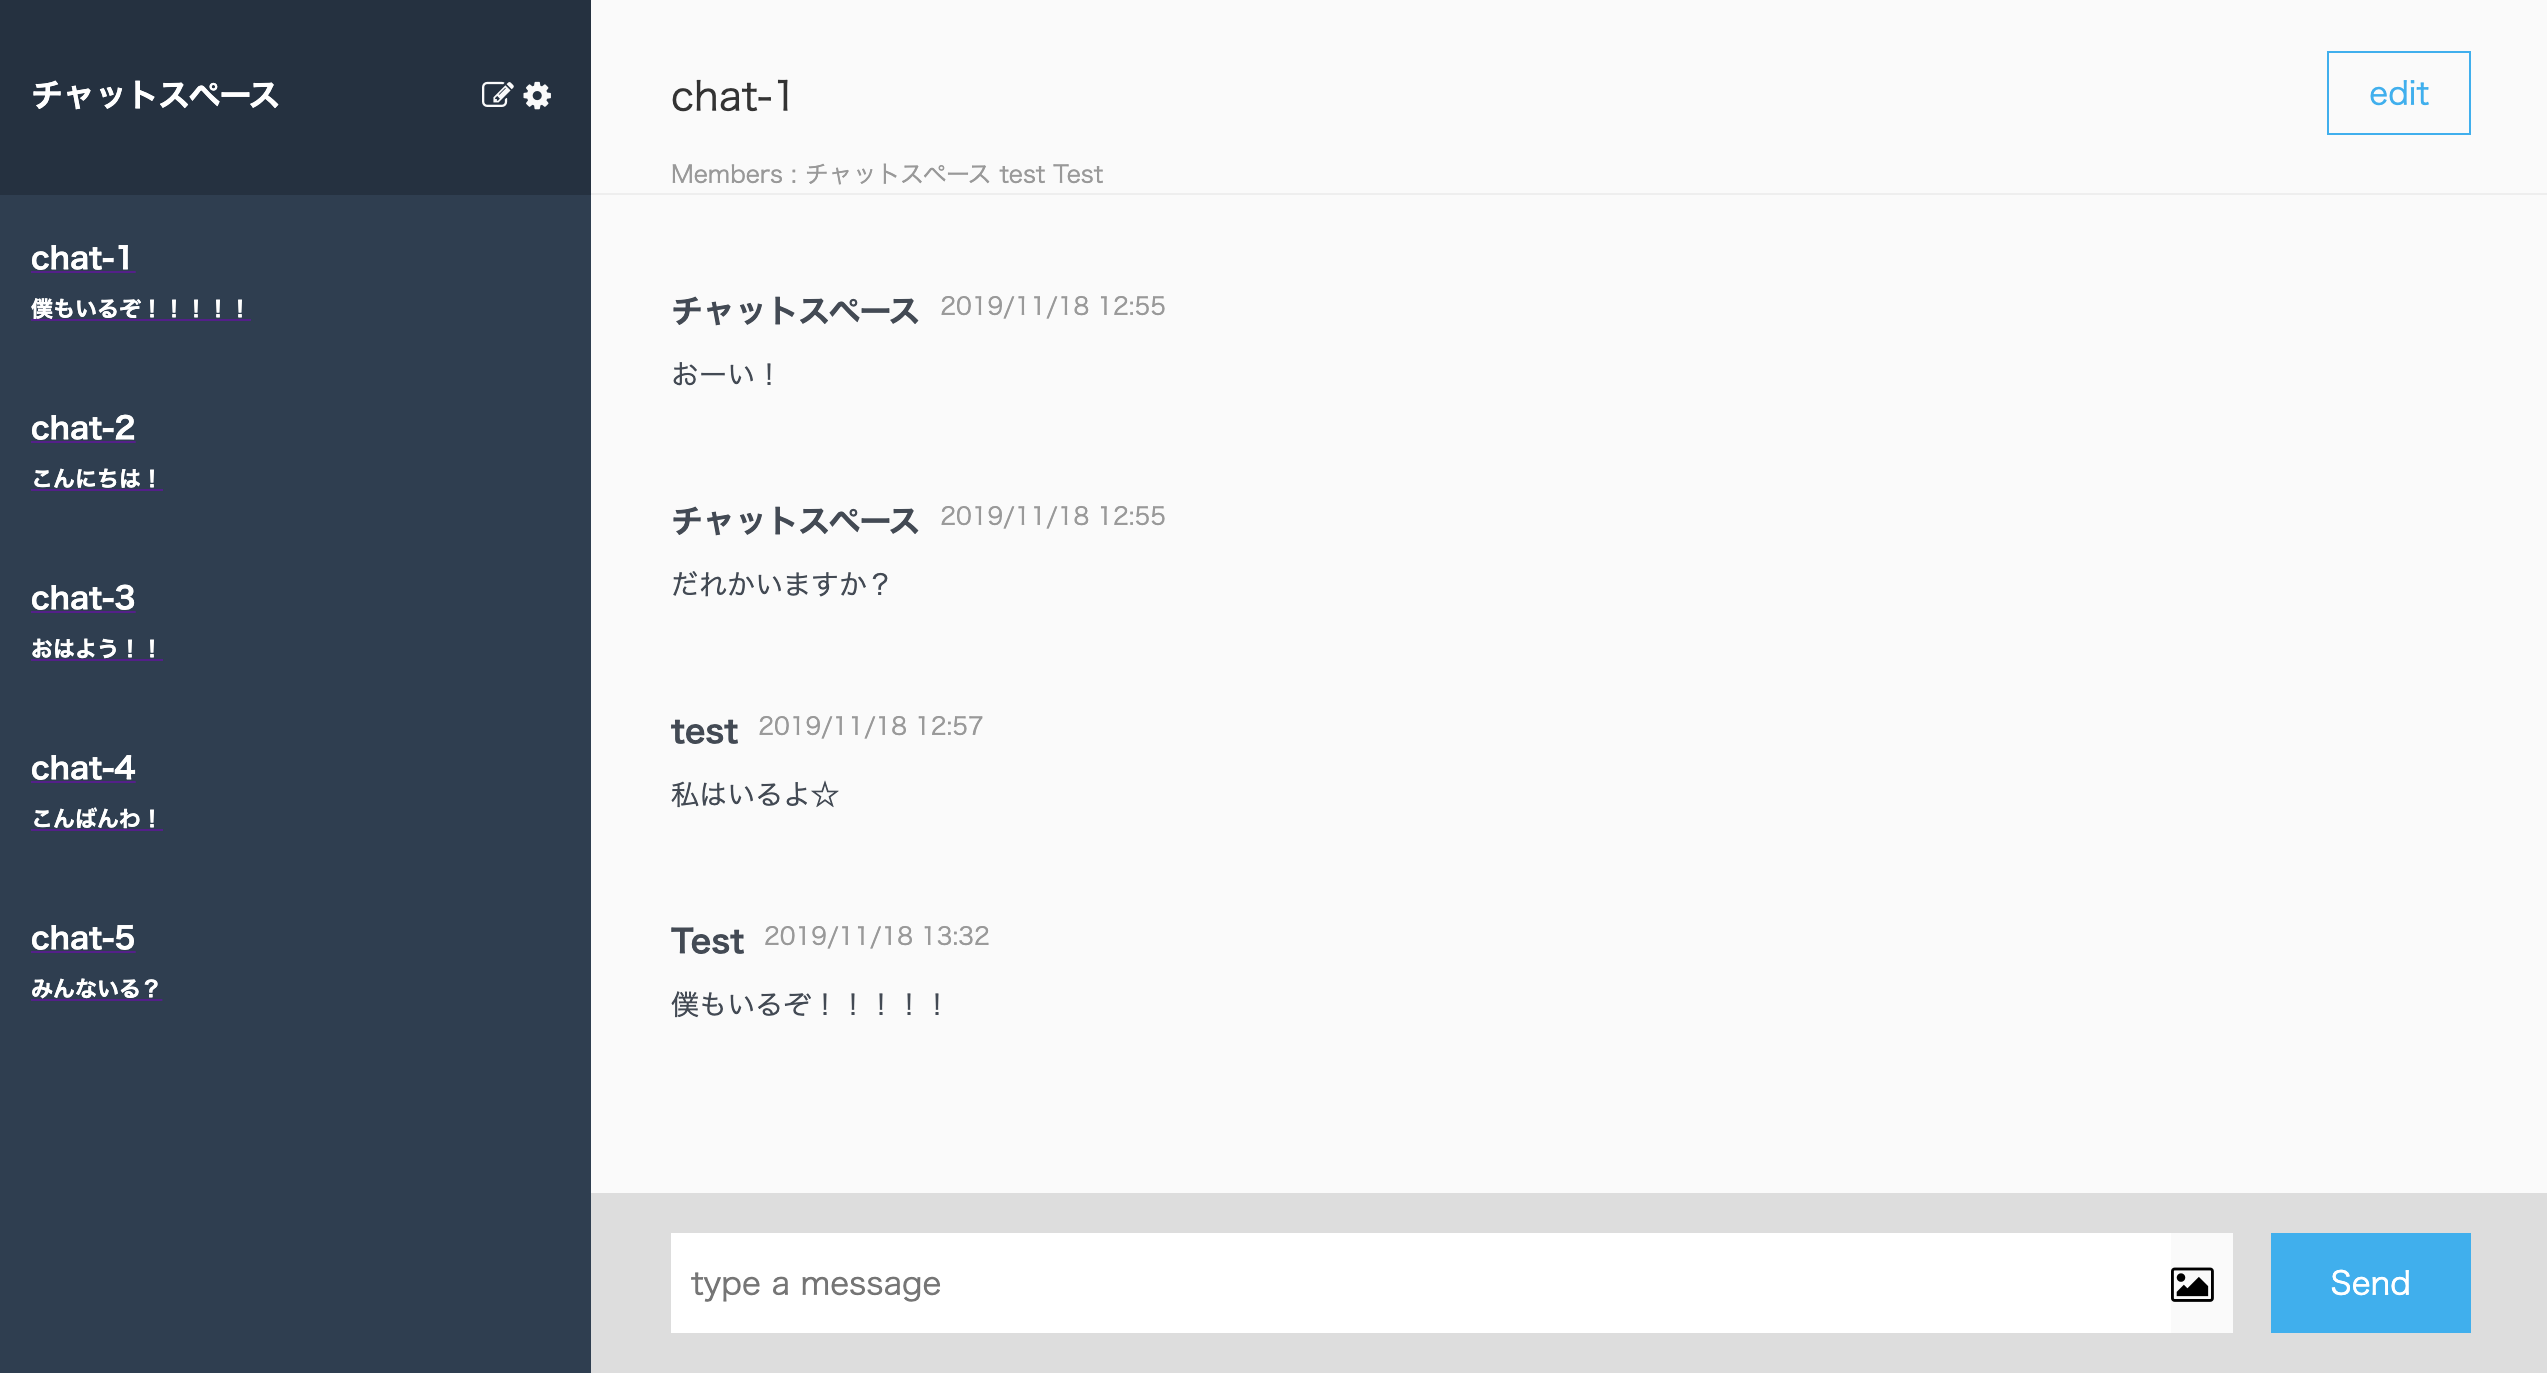 チャットスペース
chat-1
僕もいるぞ！！！！！
chat-2
こんにちは！
chat-3
おはよう！！
chat-4
こんばんわ！
chat-5
みんないる？
chat-1
edit
Members : チャットスペース test Test
チャットスペース 2019/11/18 12:55
おーい！
チャットスペース 2019/11/18 12:55
だれかいますか？
test 2019/11/18 12:57
私はいるよ☆
Test 2019/11/18 13:32
僕もいるぞ！！！！！
type a message
Send